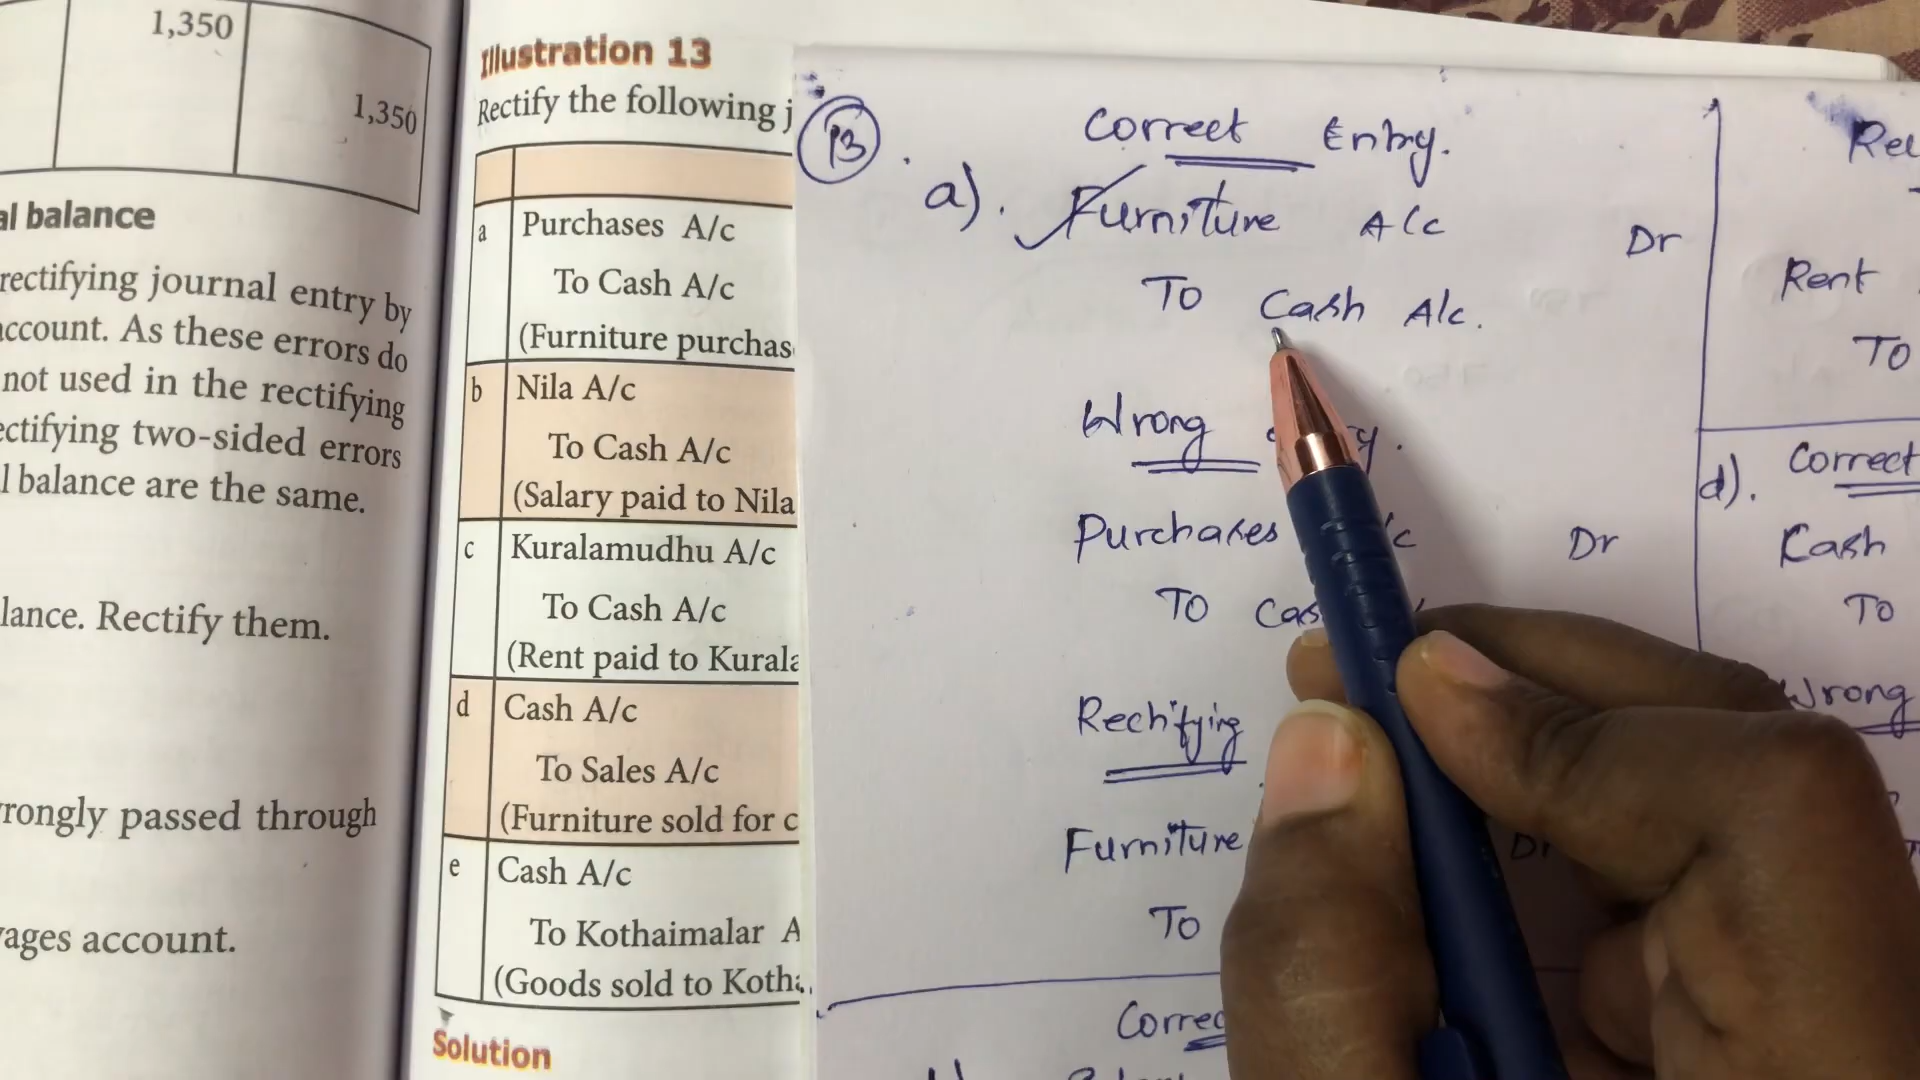 1,350
1,350
al balance
rectifying journal entry by
account. As these errors do
not used in the rectifying
ectifying two-sided errors
l balance are the same.
lance. Rectify them.
rongly passed through
ages account.
Illustration 13
Rectify the following j
a Purchases A/c
To Cash A/c
(Furniture purchas
b Nila A/c
To Cash A/c
(Salary paid to Nila
c Kuralamudhu A/c
To Cash A/c
(Rent paid to Kurala
d Cash A/c
To Sales A/c
(Furniture sold for c
e Cash A/c
To Kothaimalar A
(Goods sold to Kotha
Solution
13
Correct Entry.
a). Furniture A/c Dr
To Cash A/c.
Wrong
Purchases Dr
To Cas
Rectifying
Furniture Dr
To
Correc
Rec
Rent
To
d). Correct
Cash
To
Wrong